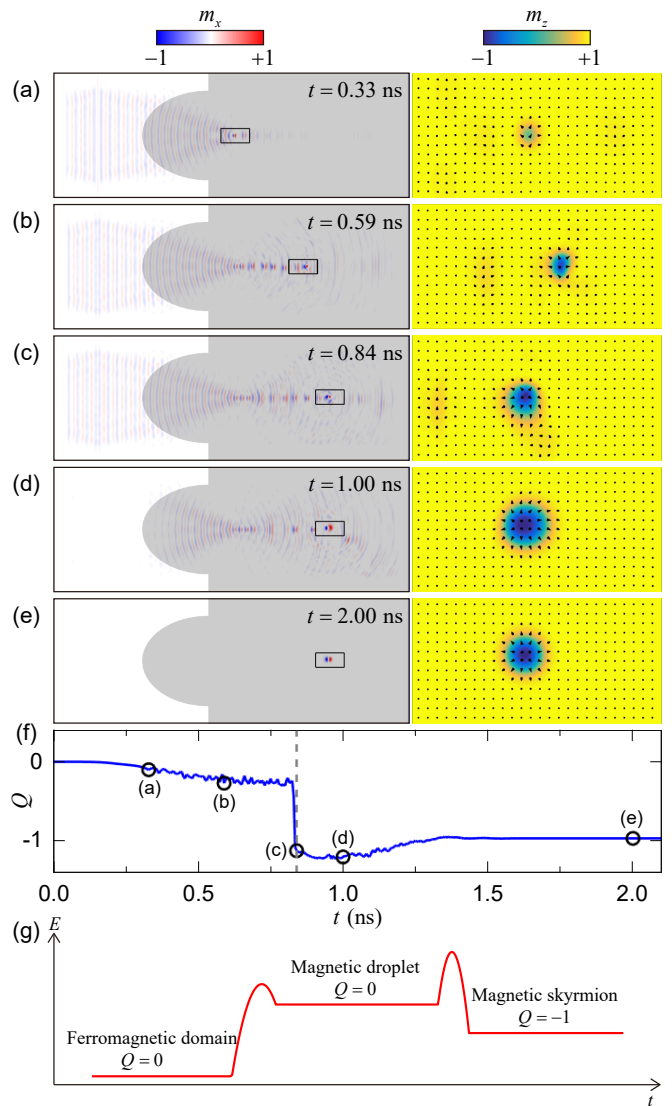 m_x
m_z
−1
+1
−1
+1
(a)
t = 0.33 ns
(b)
t = 0.59 ns
(c)
t = 0.84 ns
(d)
t = 1.00 ns
(e)
t = 2.00 ns
(f)
Q
0
-1
(a)
(b)
(c)
(d)
(e)
0.0
0.5
1.0
1.5
2.0
t (ns)
(g)
E
Magnetic droplet
Q = 0
Magnetic skyrmion
Q = −1
Ferromagnetic domain
Q = 0
t